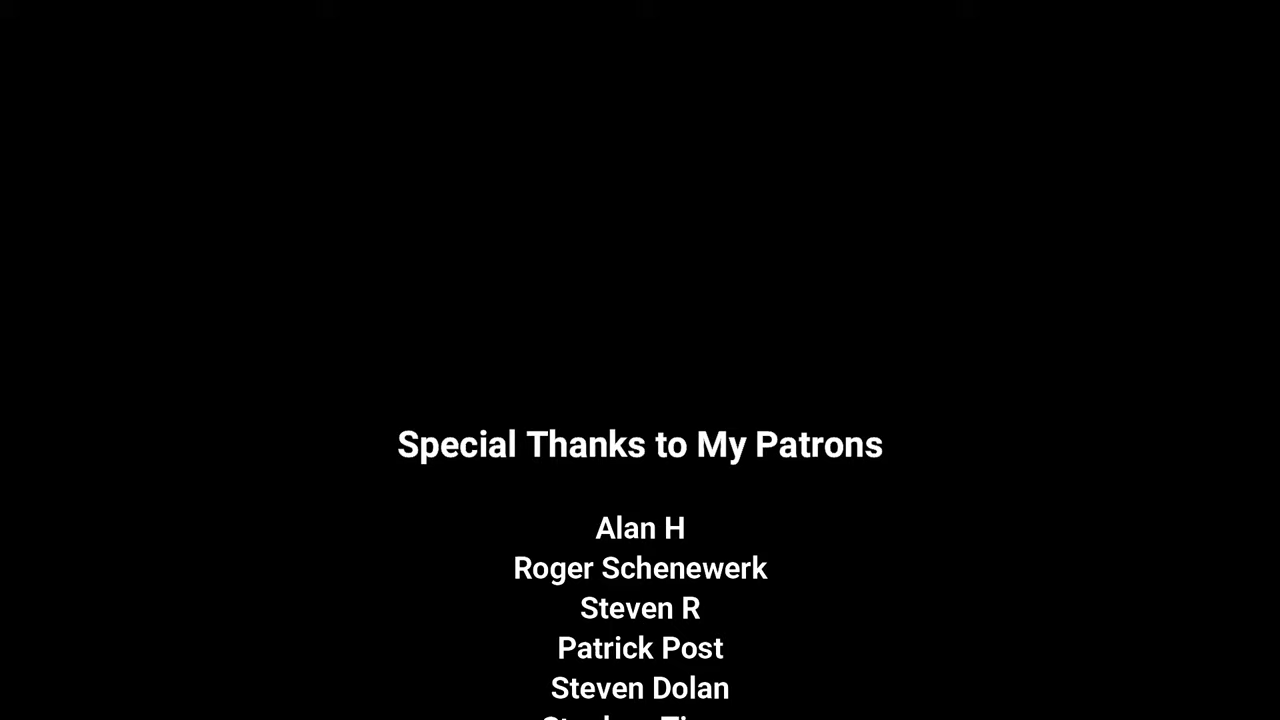 Special Thanks to My Patrons
Alan H
Roger Schenewerk
Steven R
Patrick Post
Steven Dolan